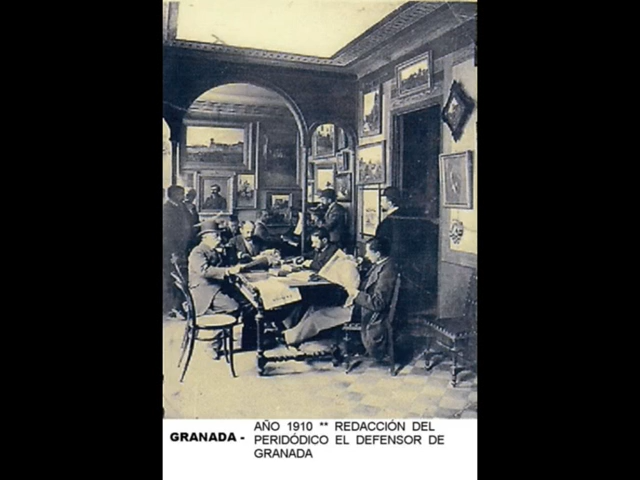 GRANADA - AÑO 1910 ** REDACCIÓN DEL
PERIDÓDICO EL DEFENSOR DE
GRANADA